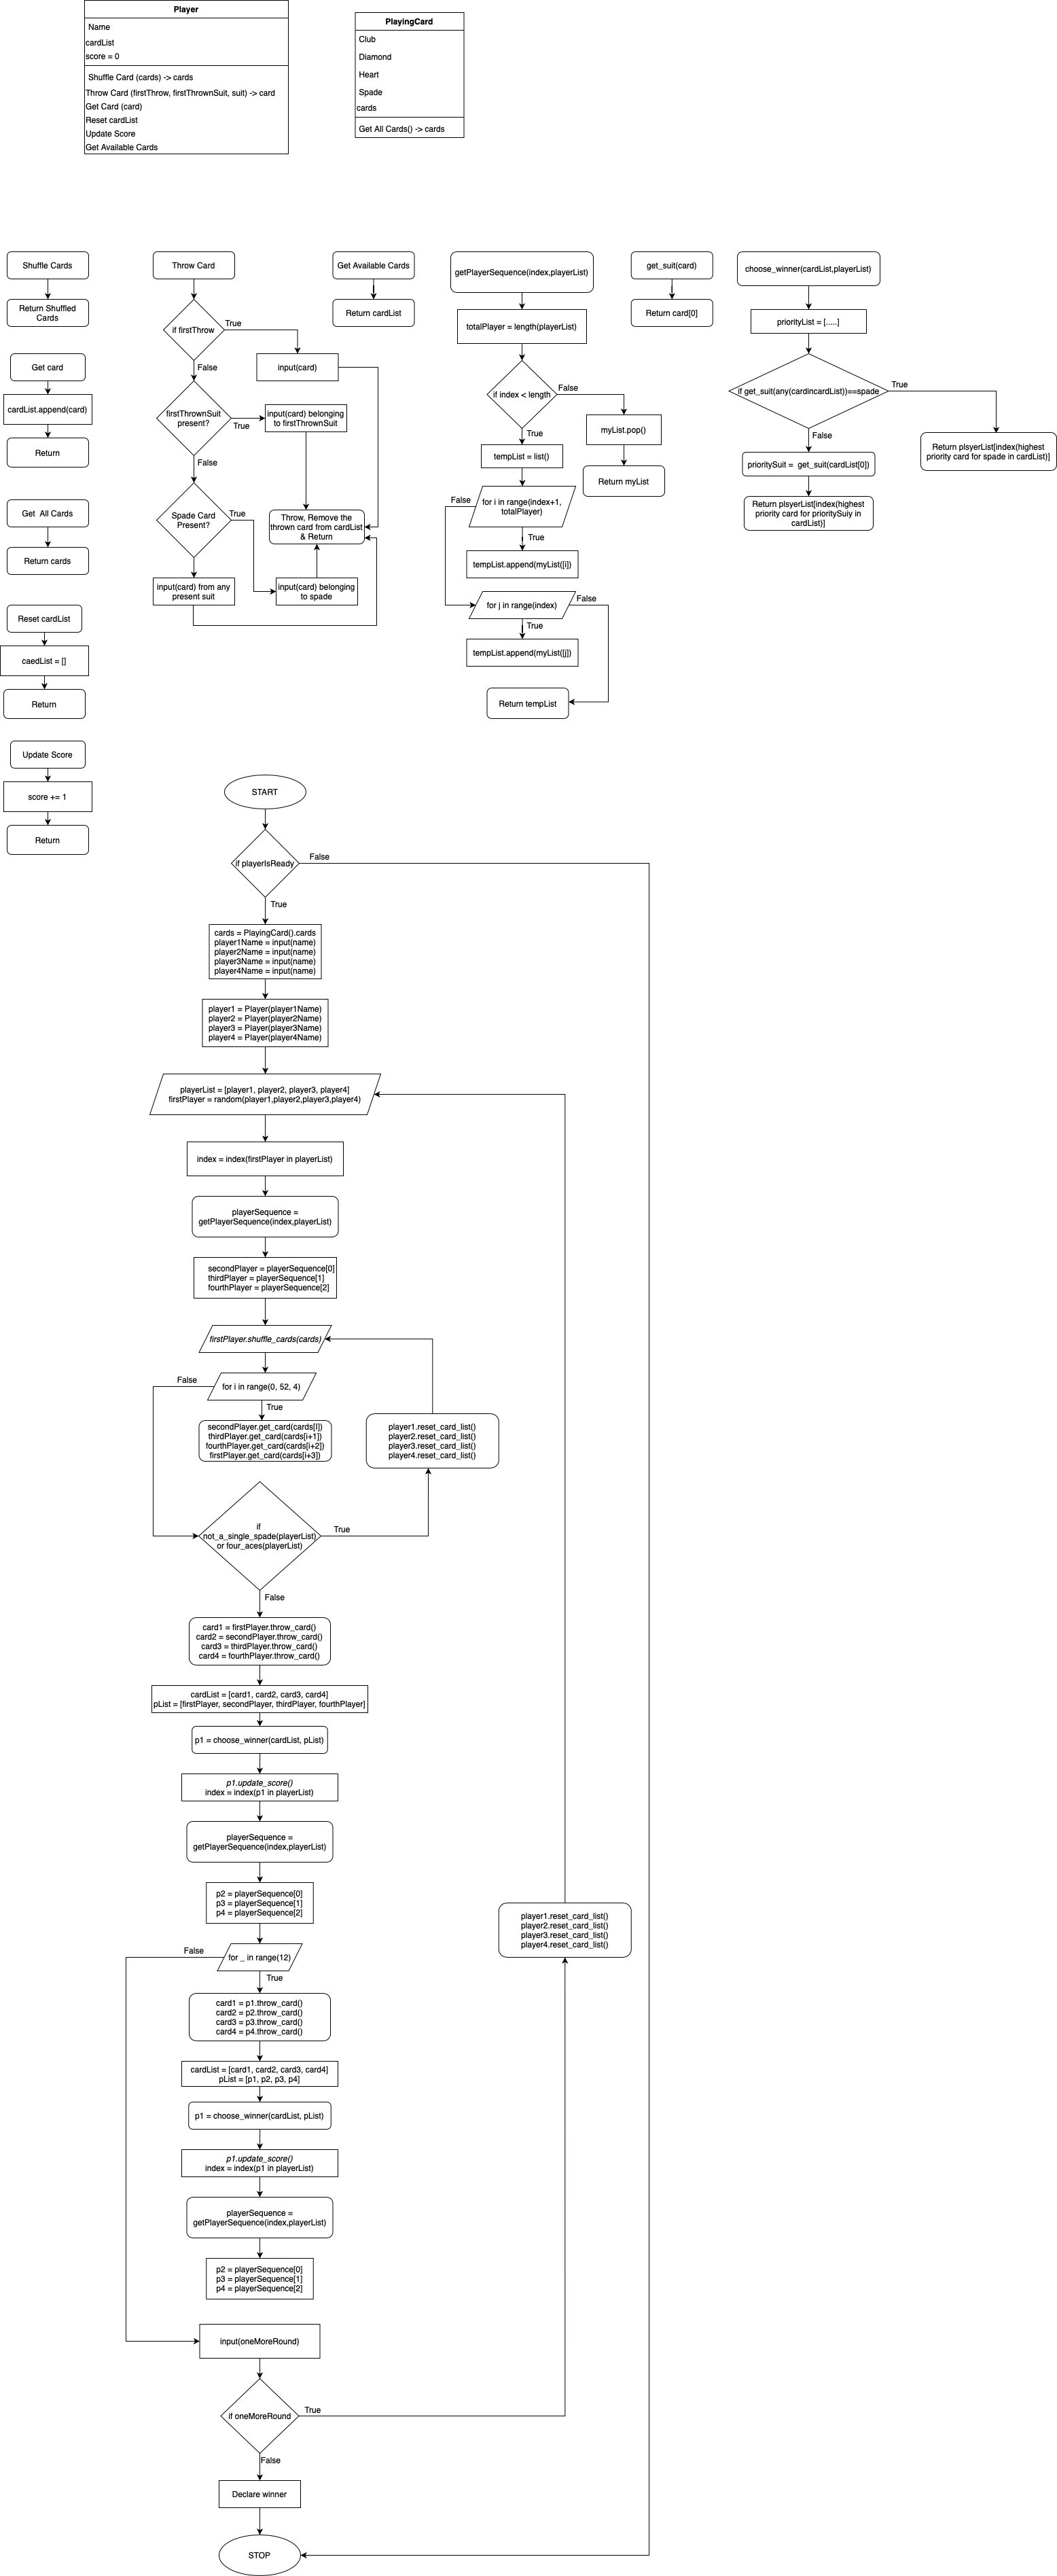 Player
Name
cardList
score = 0
Shuffle Card (cards) -> cards
Throw Card (firstThrow, firstThrownSuit, suit) -> card
Get Card (card)
Reset cardList
Update Score
Get Available Cards
PlayingCard
Club
Diamond
Heart
Spade
cards
Get All Cards() -> cards
Shuffle Cards
Return Shuffled
Cards
Get card
cardList.append(card)
Return
Get  All Cards
Return cards
Reset cardList
caedList = []
Return
Update Score
score += 1
Return
Throw Card
if firstThrow
True
False
input(card)
firstThrownSuit
present?
True
input(card) belonging
to firstThrownSuit
False
Spade Card
Present?
True
Throw, Remove the
thrown card from cardList
& Return
input(card) from any
present suit
input(card) belonging
to spade
Get Available Cards
Return cardList
getPlayerSequence(index,playerList)
totalPlayer = length(playerList)
if index < length
False
True
myList.pop()
Return myList
tempList = list()
for i in range(index+1,
totalPlayer)
False
True
tempList.append(myList([i])
for j in range(index)
False
True
tempList.append(myList([j])
Return tempList
get_suit(card)
Return card[0]
choose_winner(cardList,playerList)
priorityList = [.....]
if get_suit(any(cardincardList))==spade
True
False
Return plsyerList[index(highest
priority card for spade in cardList)]
prioritySuit =  get_suit(cardList[0])
Return plsyerList[index(highest
priority card for prioritySuiy in
cardList)]
START
if playerIsReady
False
True
cards = PlayingCard().cards
player1Name = input(name)
player2Name = input(name)
player3Name = input(name)
player4Name = input(name)
player1 = Player(player1Name)
player2 = Player(player2Name)
player3 = Player(player3Name)
player4 = Player(player4Name)
playerList = [player1, player2, player3, player4]
firstPlayer = random(player1,player2,player3,player4)
index = index(firstPlayer in playerList)
playerSequence =
getPlayerSequence(index,playerList)
secondPlayer = playerSequence[0]
thirdPlayer = playerSequence[1]
fourthPlayer = playerSequence[2]
firstPlayer.shuffle_cards(cards)
for i in range(0, 52, 4)
False
True
secondPlayer.get_card(cards[I])
thirdPlayer.get_card(cards[i+1])
fourthPlayer.get_card(cards[i+2])
firstPlayer.get_card(cards[i+3])
player1.reset_card_list()
player2.reset_card_list()
player3.reset_card_list()
player4.reset_card_list()
if
not_a_single_spade(playerList)
or four_aces(playerList)
True
False
card1 = firstPlayer.throw_card()
card2 = secondPlayer.throw_card()
card3 = thirdPlayer.throw_card()
card4 = fourthPlayer.throw_card()
cardList = [card1, card2, card3, card4]
pList = [firstPlayer, secondPlayer, thirdPlayer, fourthPlayer]
p1 = choose_winner(cardList, pList)
p1.update_score()
index = index(p1 in playerList)
playerSequence =
getPlayerSequence(index,playerList)
p2 = playerSequence[0]
p3 = playerSequence[1]
p4 = playerSequence[2]
player1.reset_card_list()
player2.reset_card_list()
player3.reset_card_list()
player4.reset_card_list()
for _ in range(12)
False
True
card1 = p1.throw_card()
card2 = p2.throw_card()
card3 = p3.throw_card()
card4 = p4.throw_card()
cardList = [card1, card2, card3, card4]
pList = [p1, p2, p3, p4]
p1 = choose_winner(cardList, pList)
p1.update_score()
index = index(p1 in playerList)
playerSequence =
getPlayerSequence(index,playerList)
p2 = playerSequence[0]
p3 = playerSequence[1]
p4 = playerSequence[2]
input(oneMoreRound)
if oneMoreRound
True
False
Declare winner
STOP